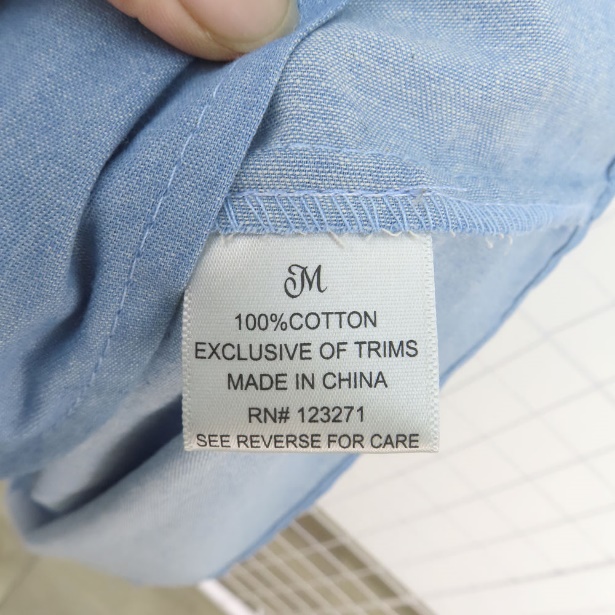 M
100%COTTON
EXCLUSIVE OF TRIMS
MADE IN CHINA
RN# 123271
SEE REVERSE FOR CARE